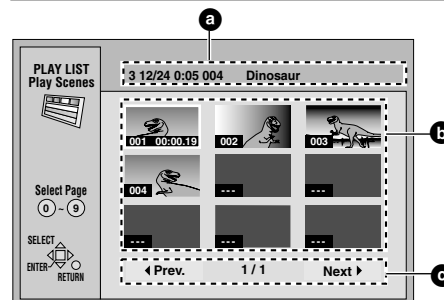 a
PLAY LIST
Play Scenes
3 12/24 0:05 004 Dinosaur
001 00:00.19
002
003
b
004
---
---
Select Page
0 ~ 9
---
---
---
SELECT
ENTER
RETURN
Prev.
1 / 1
Next
c